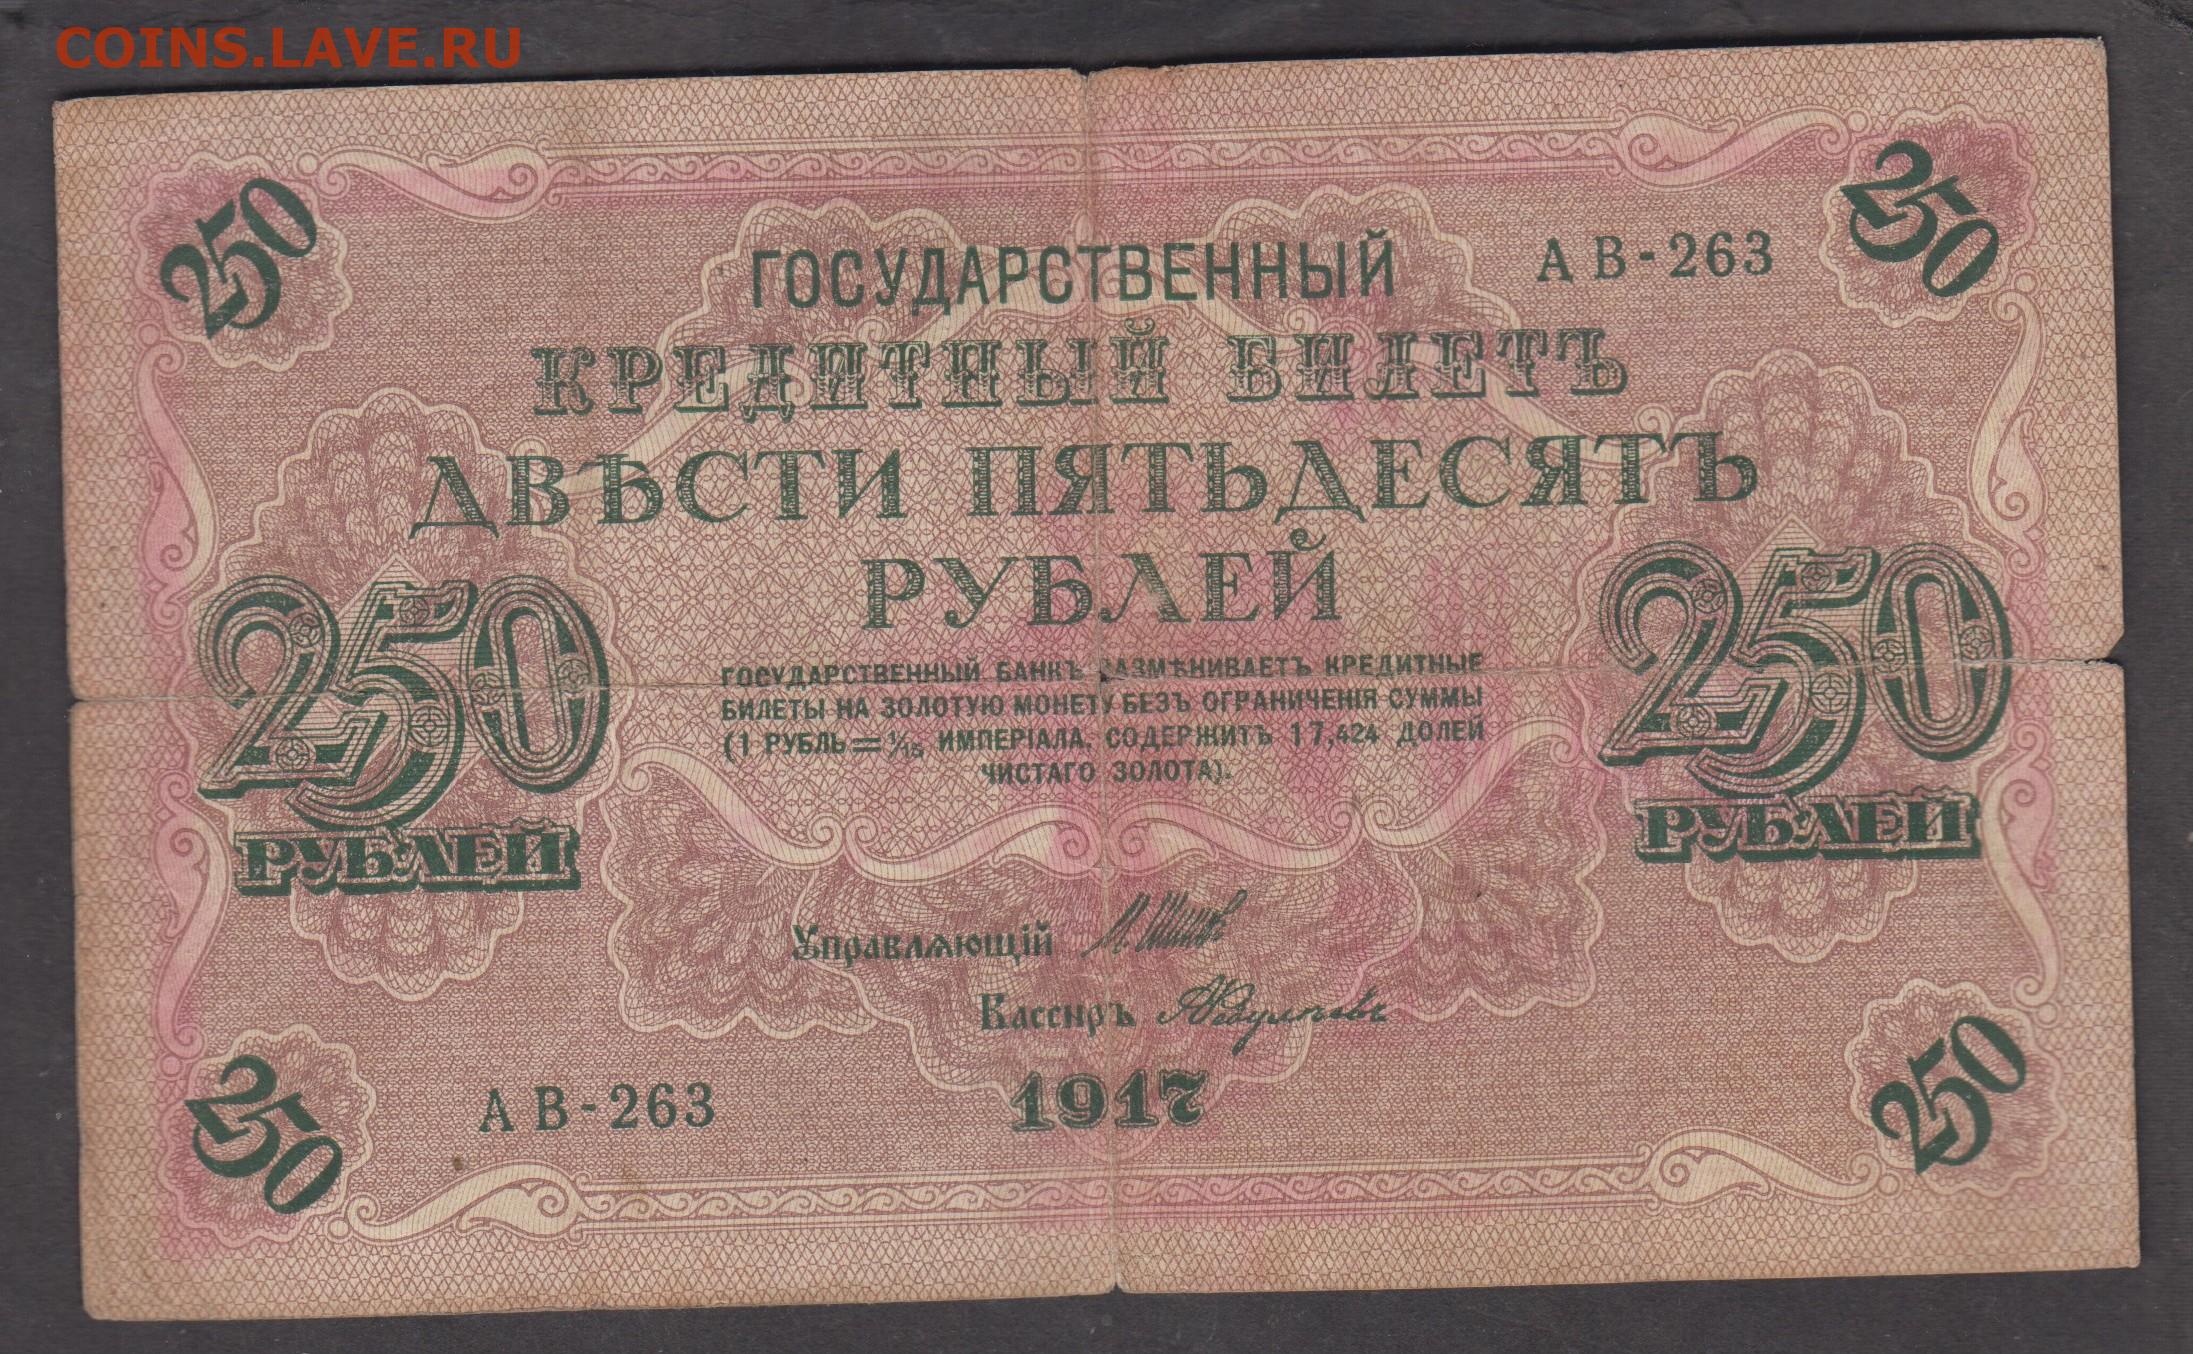 COINS.LAVE.RU
250
250
ГОСУДАРСТВЕННЫЙ
АВ-263
КРЕДИТНЫЙ БИЛЕТЪ
ДВѢСТИ ПЯТЬДЕСЯТЪ
РУБЛЕЙ
250
РУБЛЕЙ
250
РУБЛЕЙ
ГОСУДАРСТВЕННЫЙ БАНКЪ РАЗМѢНИВАЕТЪ КРЕДИТНЫЕ
БИЛЕТЫ НА ЗОЛОТУЮ МОНЕТУ БЕЗЪ ОГРАНИЧЕНІЯ СУММЫ
(1 РУБЛЬ=1/15 ИМПЕРІАЛА, СОДЕРЖИТЪ 17,424 ДОЛЕЙ
ЧИСТАГО ЗОЛОТА).
Управляющій
Кассиръ
АВ-263
1917
250
250